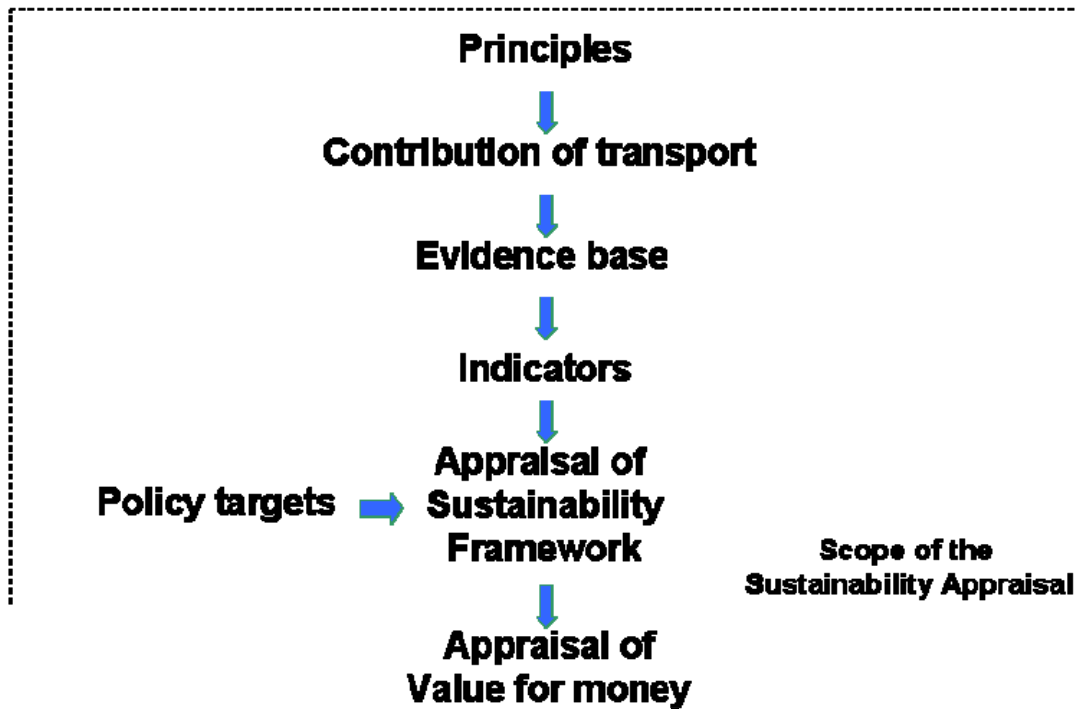 Principles
Contribution of transport
Evidence base
Indicators
Appraisal of
Policy targets
Sustainability
Framework
Scope of the
Sustainability Appraisal
Appraisal of
Value for money